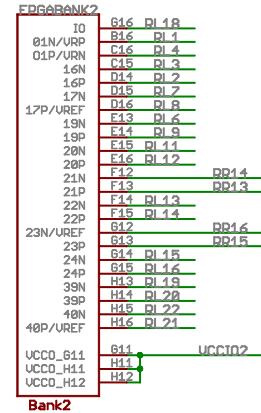 FPGABANK2
IO G16 RL18
01N/VRP B16 RL1
01P/VRN C16 RL4
16N C15 RL3
16P D14 RL2
17N D15 RL7
17P/VREF D16 RL8
19N E13 RL6
19P E14 RL9
20N E15 RL11
20P E16 RL12
21N F12 RR14
21P F13 RR13
22N F14 RL13
22P F15 RL14
23N/VREF G12 RR16
23P G13 RR15
24N G14 RL15
24P G15 RL16
39N H13 RL19
39P H14 RL20
40N H15 RL22
40P/VREF H16 RL21
VCCO_G11 G11 VCCIO2
VCCO_H11 H11
VCCO_H12 H12
Bank2